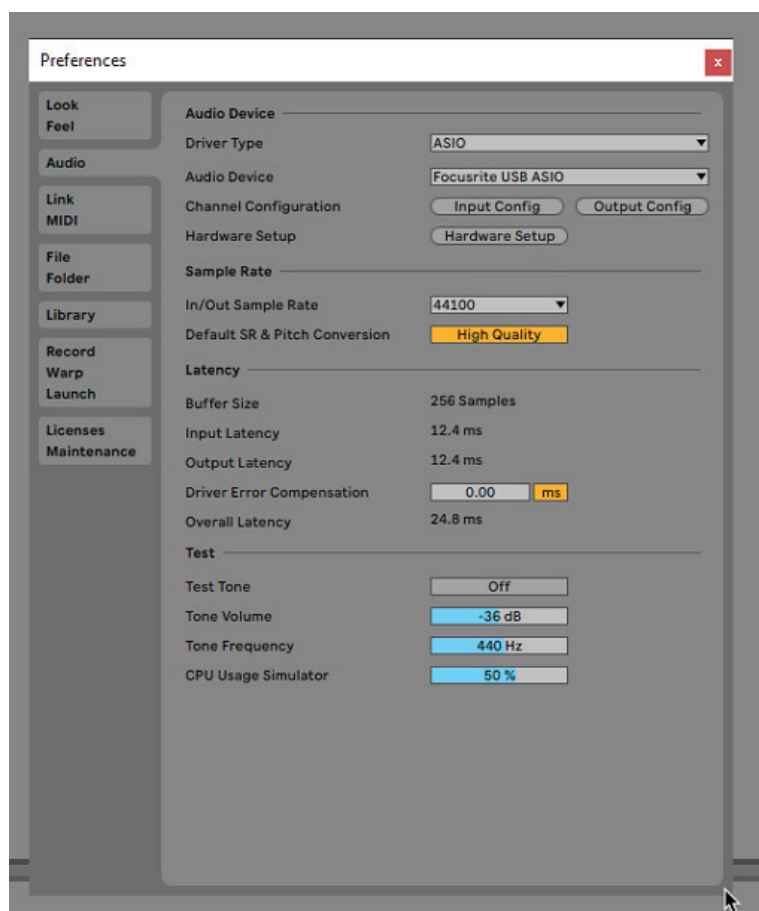 Preferences
x
Look
Feel
Audio
Link
MIDI
File
Folder
Library
Record
Warp
Launch
Licenses
Maintenance
Audio Device
Driver Type ASIO
Audio Device Focusrite USB ASIO
Channel Configuration Input Config Output Config
Hardware Setup Hardware Setup
Sample Rate
In/Out Sample Rate 44100
Default SR & Pitch Conversion High Quality
Latency
Buffer Size 256 Samples
Input Latency 12.4 ms
Output Latency 12.4 ms
Driver Error Compensation 0.00 ms
Overall Latency 24.8 ms
Test
Test Tone Off
Tone Volume -36 dB
Tone Frequency 440 Hz
CPU Usage Simulator 50 %